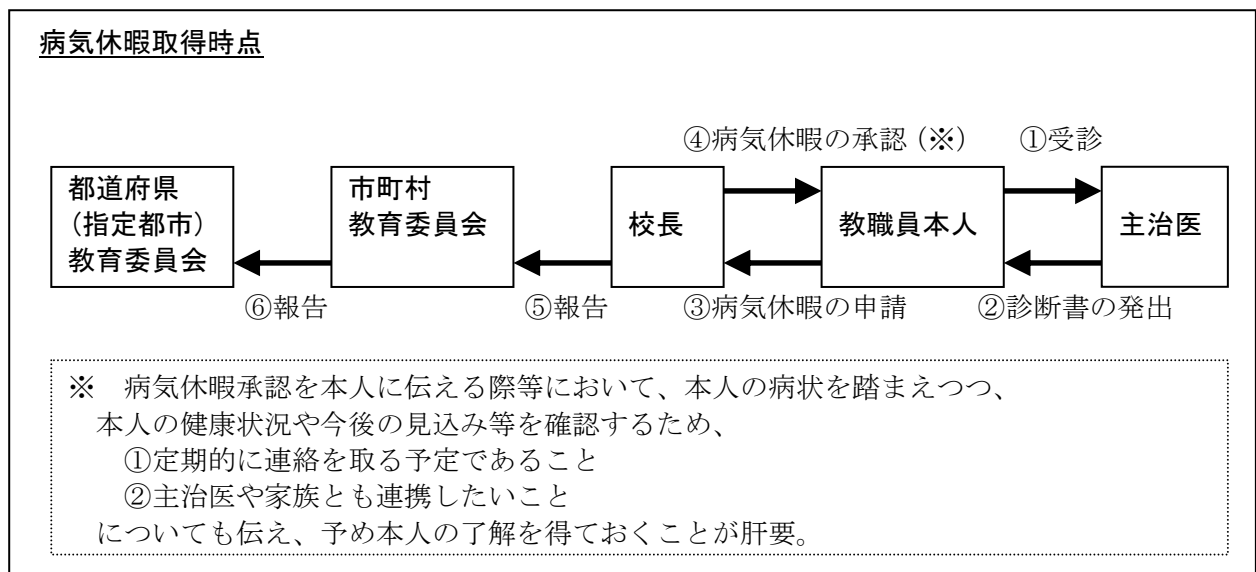 病気休暇取得時点
④病気休暇の承認（※）
①受診
都道府県
（指定都市）
教育委員会
市町村
教育委員会
校長
教職員本人
主治医
⑥報告
⑤報告
③病気休暇の申請
②診断書の発出
※　病気休暇承認を本人に伝える際等において、本人の病状を踏まえつつ、
本人の健康状況や今後の見込み等を確認するため、
①定期的に連絡を取る予定であること
②主治医や家族とも連携したいこと
についても伝え、予め本人の了解を得ておくことが肝要。